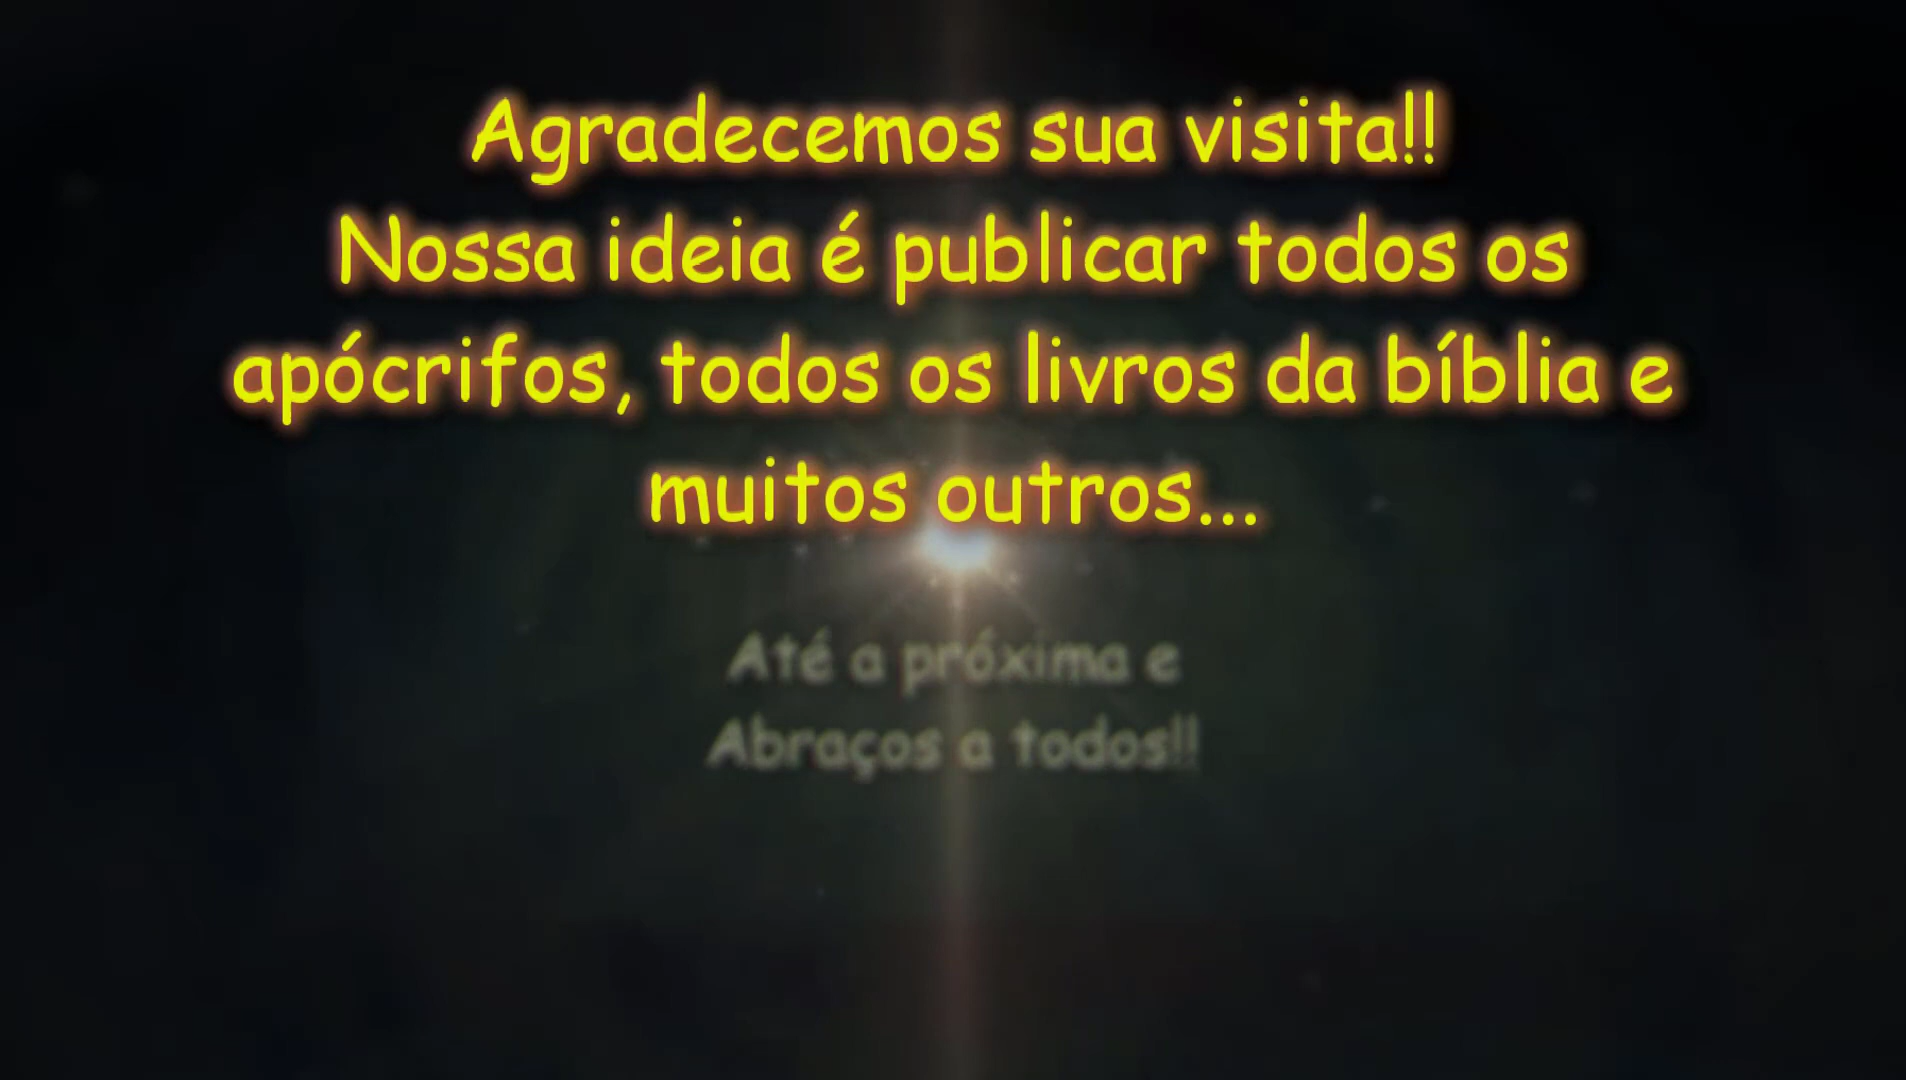 Agradecemos sua visita!!
Nossa ideia é publicar todos os
apócrifos, todos os livros da bíblia e
muitos outros...
Até a próxima e
Abraços a todos!!